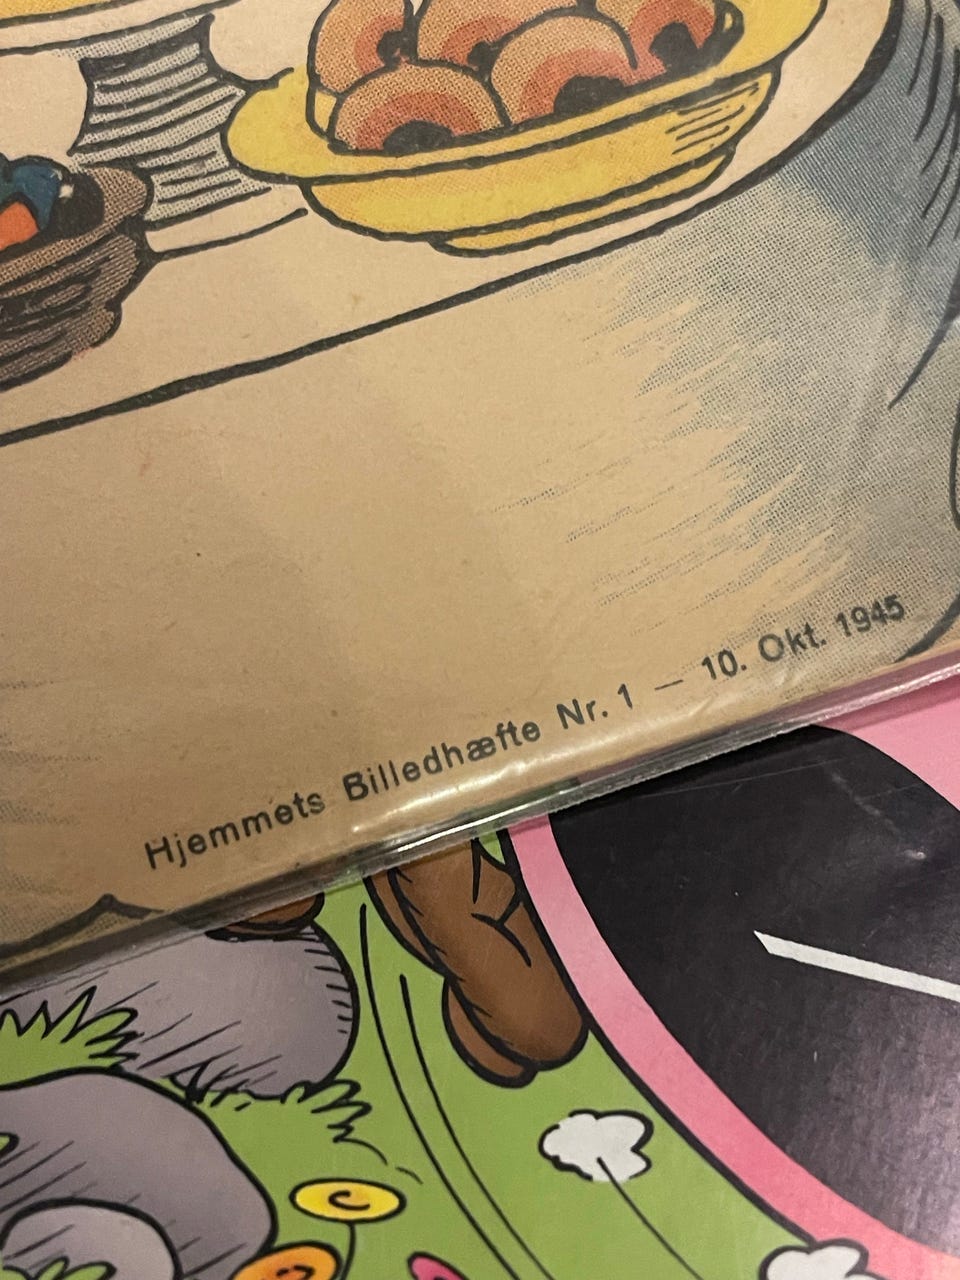 Hjemmets Billedhæfte Nr. 1 — 10. Okt. 1945